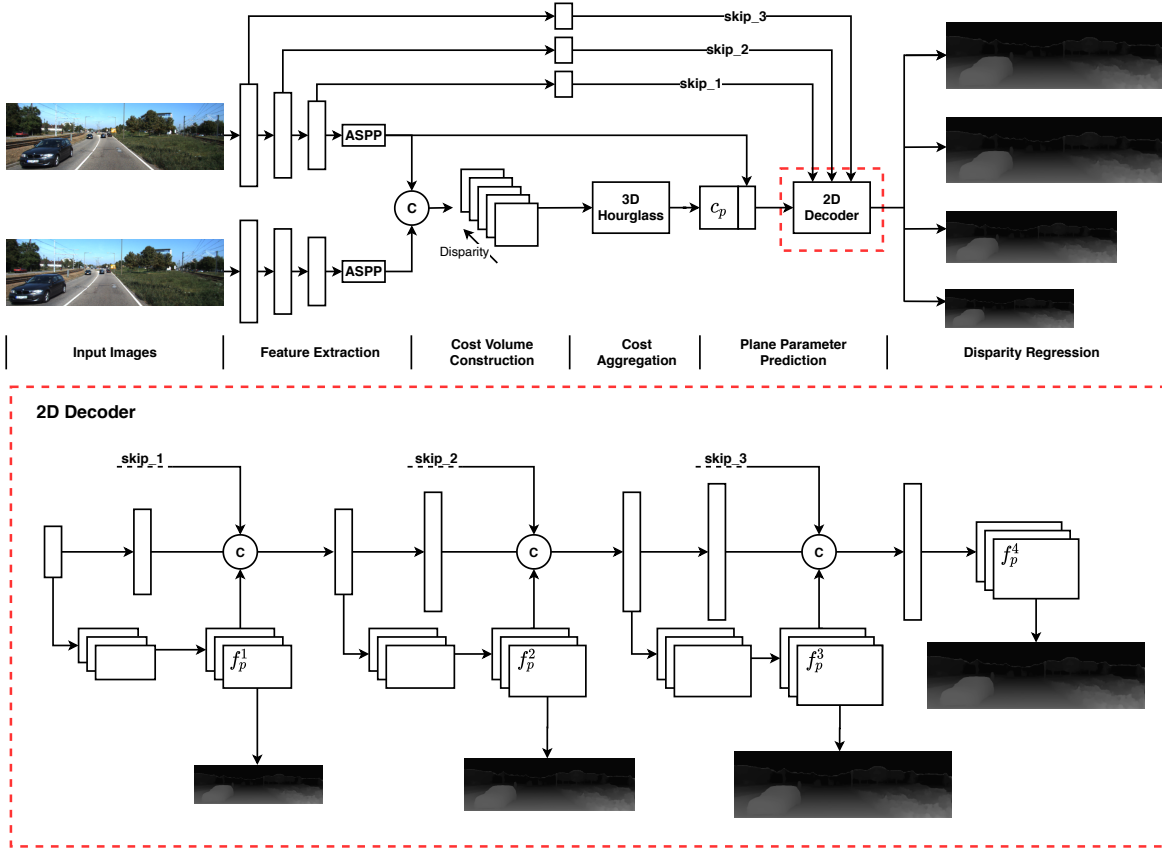 skip_3
skip_2
skip_1
ASPP
C
3D
Hourglass
c_p
2D
Decoder
Disparity
ASPP
Input Images
Feature Extraction
Cost Volume
Construction
Cost
Aggregation
Plane Parameter
Prediction
Disparity Regression
2D Decoder
skip_1
skip_2
skip_3
C
C
C
f_p^4
f_p^1
f_p^2
f_p^3